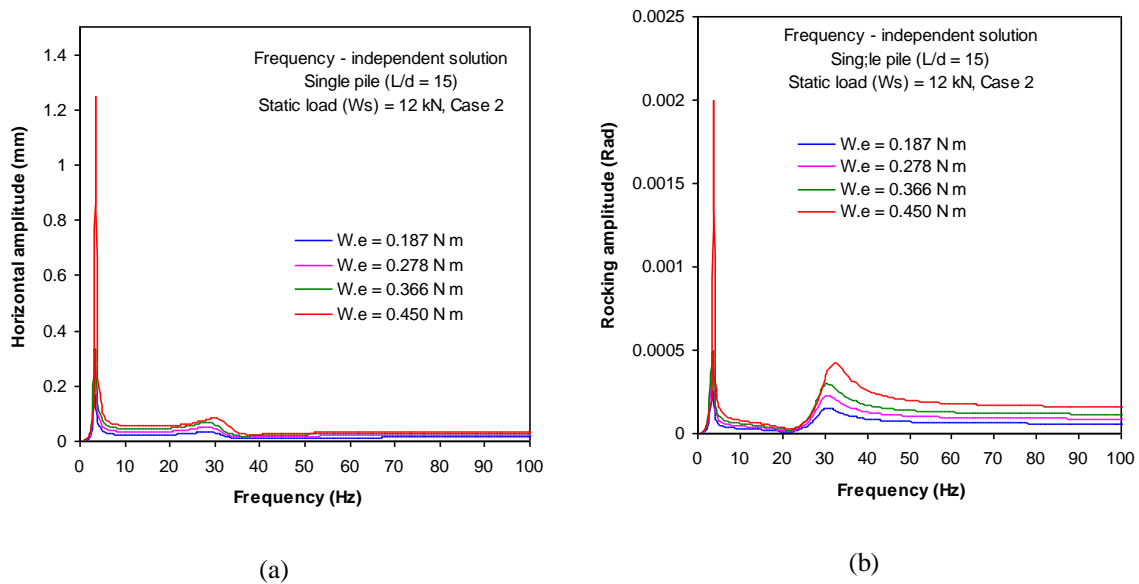 Frequency - independent solution
Single pile (L/d = 15)
Static load (Ws) = 12 kN, Case 2
W.e = 0.187 N m
W.e = 0.278 N m
W.e = 0.366 N m
W.e = 0.450 N m
Horizontal amplitude (mm)
1.4
1.2
1
0.8
0.6
0.4
0.2
0
0 10 20 30 40 50 60 70 80 90 100
Frequency (Hz)
(a)
Frequency - independent solution
Sing;le pile (L/d = 15)
Static load (Ws) = 12 kN, Case 2
W.e = 0.187 N m
W.e = 0.278 N m
W.e = 0.366 N m
W.e = 0.450 N m
Rocking amplitude (Rad)
0.0025
0.002
0.0015
0.001
0.0005
0
0 10 20 30 40 50 60 70 80 90 100
Frequency (Hz)
(b)